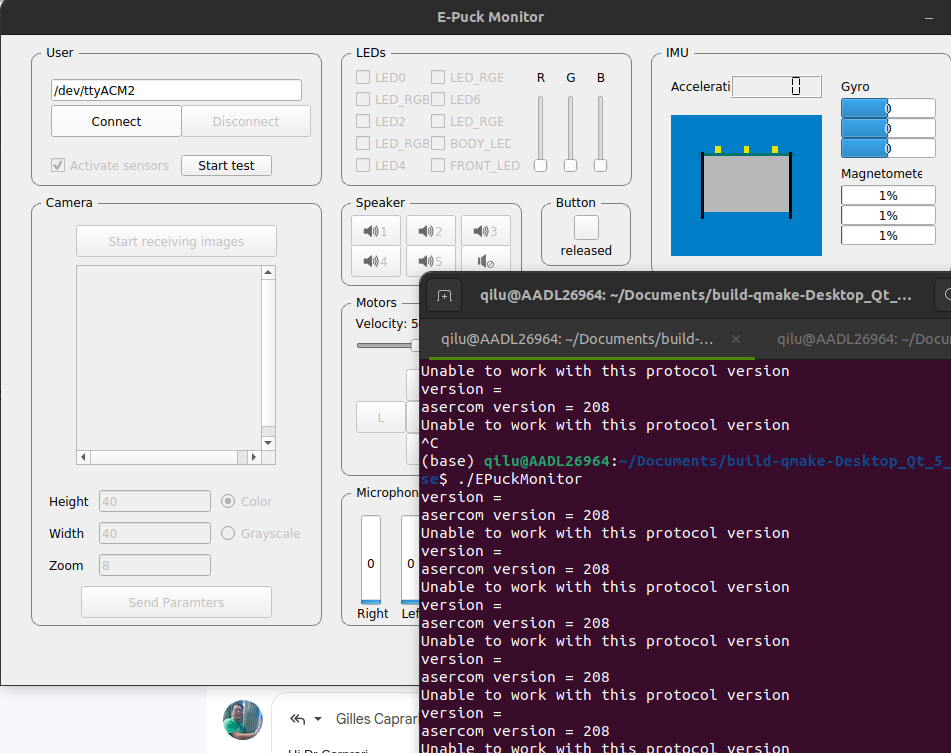 E-Puck Monitor
User
/dev/ttyACM2
Connect
Disconnect
Activate sensors
Start test
Camera
Start receiving images
Height
40
Color
Width
40
Grayscale
Zoom
8
Send Paramters
LEDs
LED0
LED_RGB
LED_RGB
LED6
LED2
LED_RGB
LED_RGB
BODY_LED
LED4
FRONT_LED
R
G
B
Speaker
1
2
3
4
5
Button
released
Motors
Velocity: 5
L
Microphon
0
0
Right
Lef
IMU
Accelerati
0
Gyro
0
0
0
Magnetomete
1%
1%
1%
qilu@AADL26964: ~/Documents/build-qmake-Desktop_Qt_...
qilu@AADL26964: ~/Documents/build-...
×
qilu@AADL26964: ~/Docu
Unable to work with this protocol version
version =
asercom version = 208
Unable to work with this protocol version
^C
(base) qilu@AADL26964:~/Documents/build-qmake-Desktop_Qt_5_
se$ ./EPuckMonitor
version =
asercom version = 208
Unable to work with this protocol version
version =
asercom version = 208
Unable to work with this protocol version
version =
asercom version = 208
Unable to work with this protocol version
version =
asercom version = 208
Unable to work with this protocol version
version =
asercom version = 208
Unable to work with this protocol version
Gilles Caprar
Hi Dr Caprari